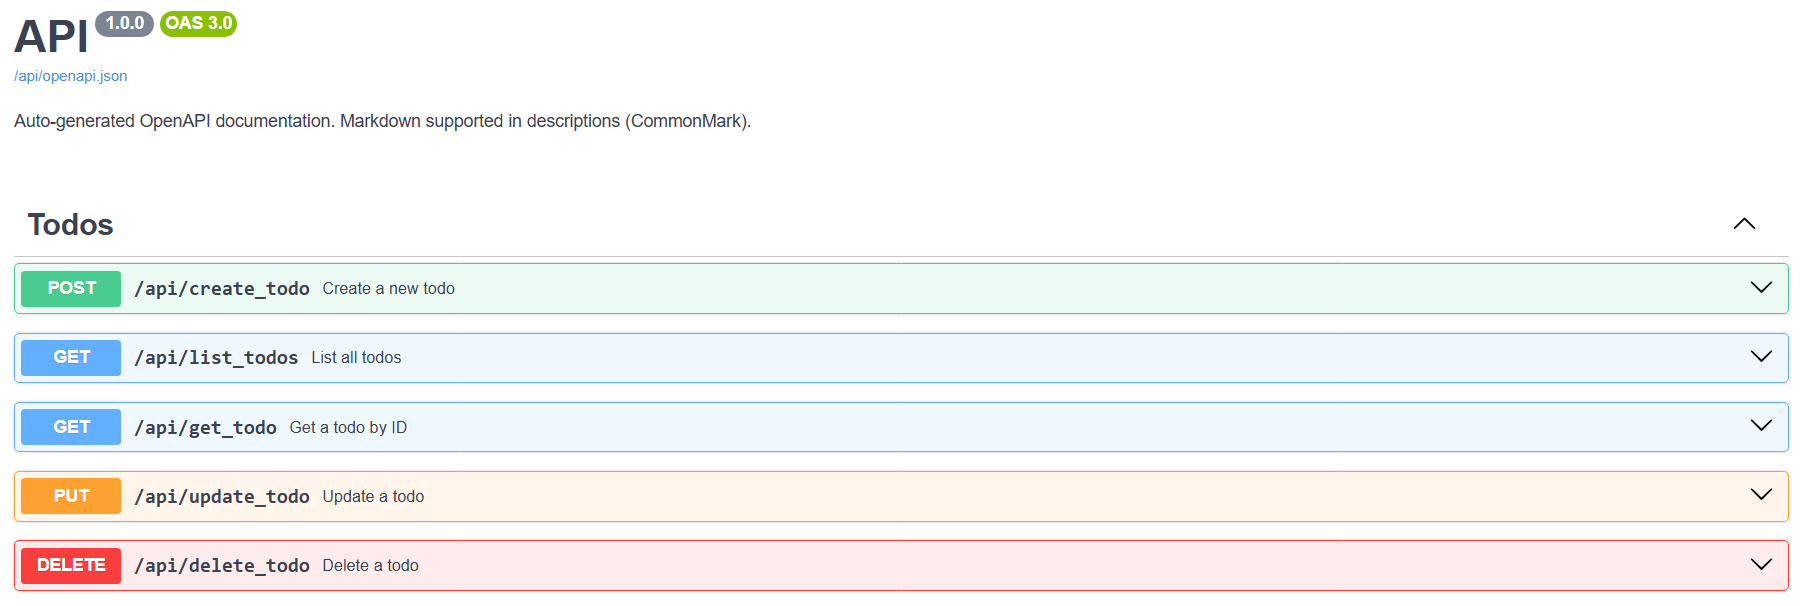 API 1.0.0 OAS 3.0
/api/openapi.json
Auto-generated OpenAPI documentation. Markdown supported in descriptions (CommonMark).
Todos
POST /api/create_todo Create a new todo
GET /api/list_todos List all todos
GET /api/get_todo Get a todo by ID
PUT /api/update_todo Update a todo
DELETE /api/delete_todo Delete a todo